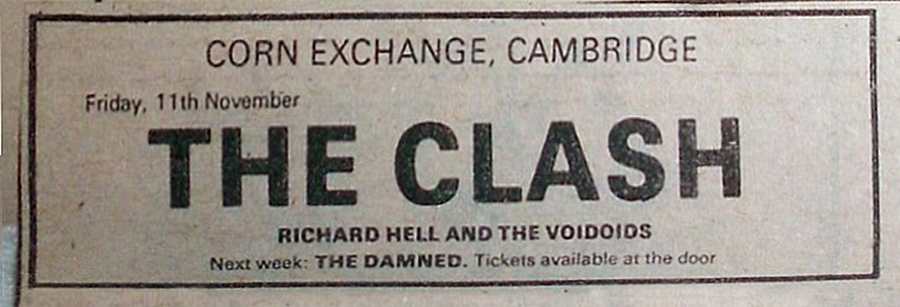 CORN EXCHANGE, CAMBRIDGE
Friday, 11th November
THE CLASH
RICHARD HELL AND THE VOIDOIDS
Next week: THE DAMNED. Tickets available at the door